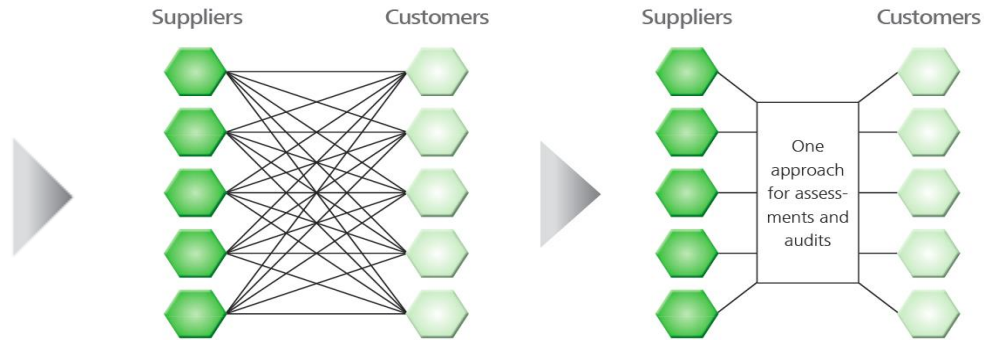 Suppliers
Customers
Suppliers
Customers
One
approach
for assess-
ments and
audits